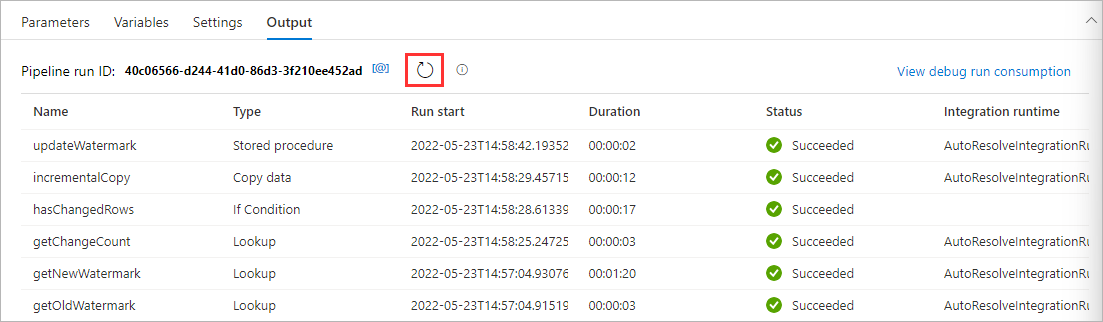 Parameters Variables Settings Output
Pipeline run ID: 40c06566-d244-41d0-86d3-3f210ee452ad [@] View debug run consumption
Name Type Run start Duration Status Integration runtime
updateWatermark Stored procedure 2022-05-23T14:58:42.19352 00:00:02 Succeeded AutoResolveIntegrationRu
incrementalCopy Copy data 2022-05-23T14:58:29.45715 00:00:12 Succeeded AutoResolveIntegrationRu
hasChangedRows If Condition 2022-05-23T14:58:28.61339 00:00:17 Succeeded
getChangeCount Lookup 2022-05-23T14:58:25.24725 00:00:03 Succeeded AutoResolveIntegrationRu
getNewWatermark Lookup 2022-05-23T14:57:04.93076 00:01:20 Succeeded AutoResolveIntegrationRu
getOldWatermark Lookup 2022-05-23T14:57:04.91519 00:00:03 Succeeded AutoResolveIntegrationRu